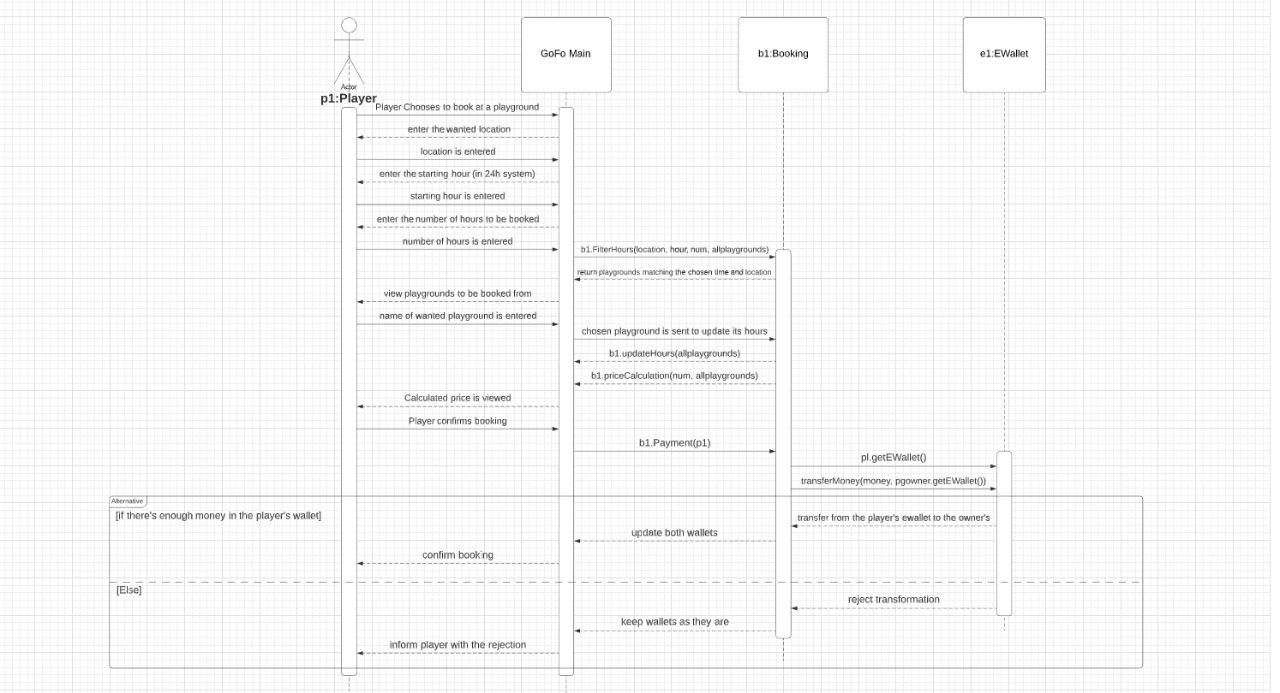 GoFo Main
b1:Booking
e1:EWallet
Actor
p1:Player
Player Chooses to book at a playground
enter the wanted location
location is entered
enter the starting hour (in 24h system)
starting hour is entered
enter the number of hours to be booked
number of hours is entered
b1.FilterHours(location, hour, num, allplaygrounds)
return playgrounds matching the chosen time and location
view playgrounds to be booked from
name of wanted playground is entered
chosen playground is sent to update its hours
b1.updateHours(allplaygrounds)
b1.priceCalculation(num, allplaygrounds)
Calculated price is viewed
Player confirms booking
b1.Payment(p1)
pl.getEWallet()
transferMoney(money, pgowner.getEWallet())
Alternative
[if there's enough money in the player's wallet]
transfer from the player's ewallet to the owner's
update both wallets
confirm booking
[Else]
reject transformation
keep wallets as they are
inform player with the rejection